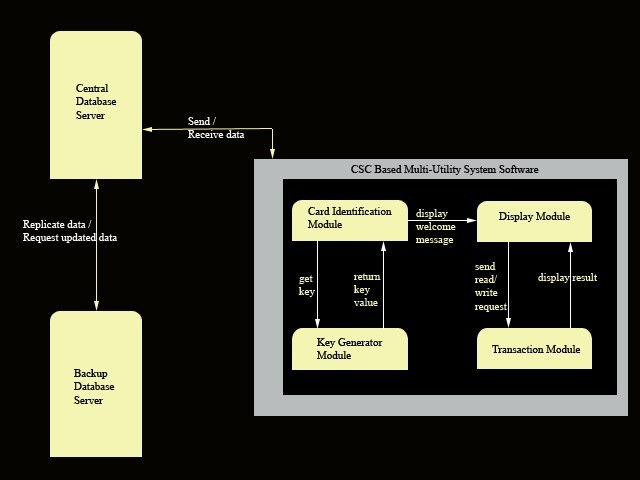 Central
Database
Server
Send /
Receive data
CSC Based Multi-Utility System Software
Card Identification
Module
display
welcome
message
Display Module
Replicate data /
Request updated data
get
key
return
key
value
send
read/
write
request
display result
Key Generator
Module
Transaction Module
Backup
Database
Server